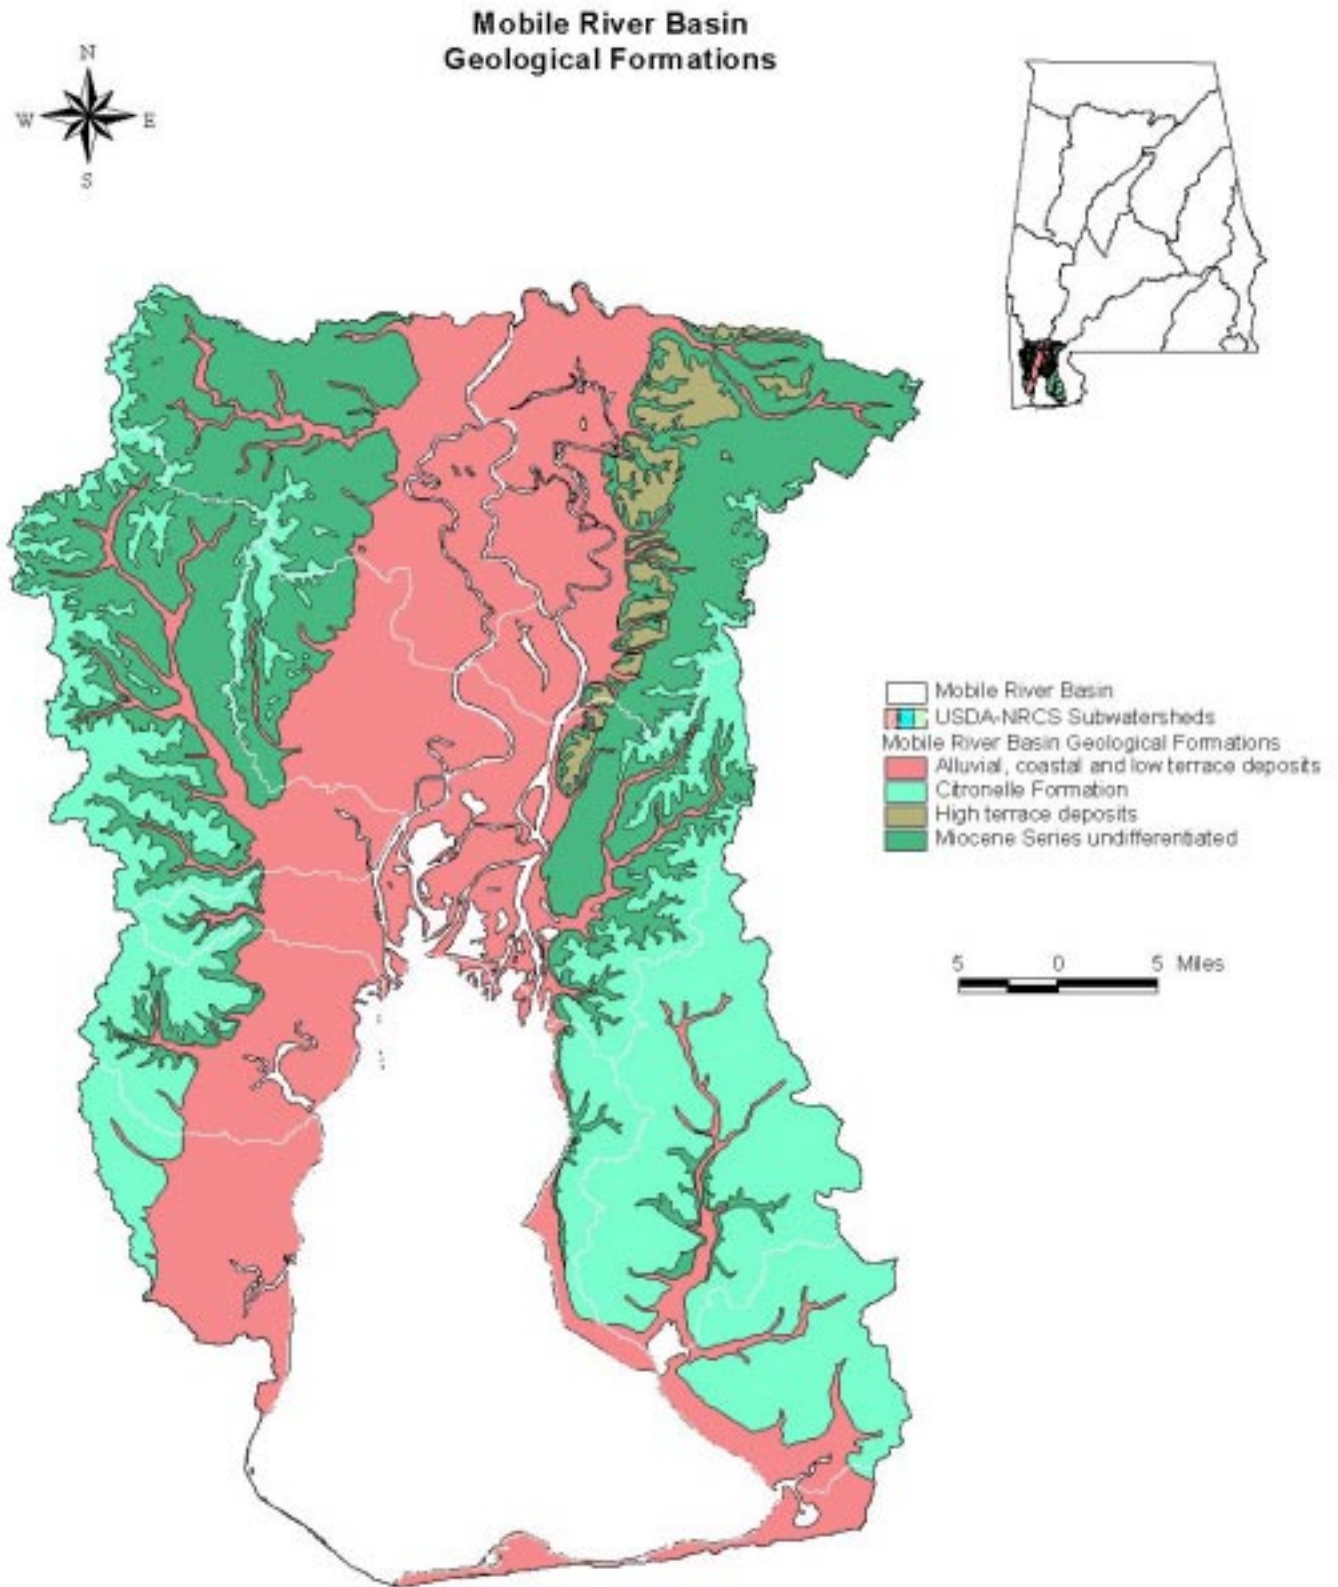 Mobile River Basin
Geological Formations
N
W E
S
Mobile River Basin
USDA-NRCS Subwatersheds
Mobile River Basin Geological Formations
Alluvial, coastal and low terrace deposits
Citronelle Formation
High terrace deposits
Miocene Series undifferentiated
5 0 5 Miles